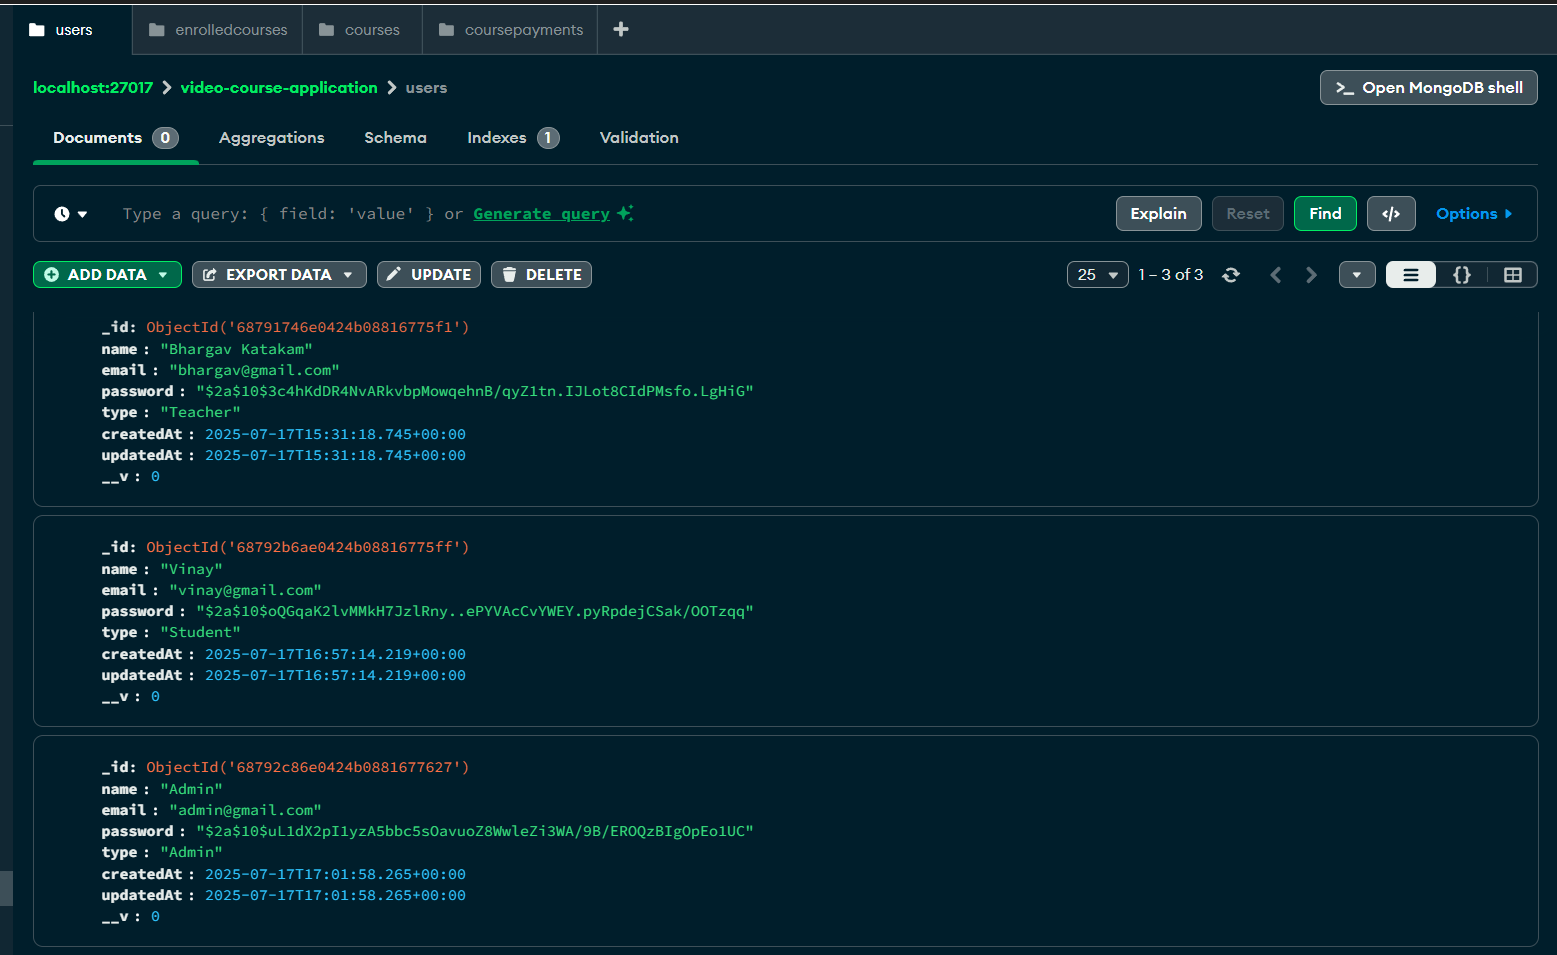 users enrolledcourses courses coursepayments
localhost:27017 > video-course-application > users
>_ Open MongoDB shell
Documents 0 Aggregations Schema Indexes 1 Validation
Type a query: { field: 'value' } or Generate query
Explain Reset Find </> Options
ADD DATA EXPORT DATA UPDATE DELETE
25 1 – 3 of 3 {}
_id: ObjectId('68791746e0424b08816775f1')
name : "Bhargav Katakam"
email : "bhargav@gmail.com"
password : "$2a$10$3c4hKdDR4NvARkvbpMowqehnB/qyZ1tn.IJLot8CIdPMsfo.LgHiG"
type : "Teacher"
createdAt : 2025-07-17T15:31:18.745+00:00
updatedAt : 2025-07-17T15:31:18.745+00:00
__v : 0
_id: ObjectId('68792b6ae0424b08816775ff')
name : "Vinay"
email : "vinay@gmail.com"
password : "$2a$10$oQGqaK2lvMMkH7JzlRny..ePYVAcCvYWEY.pyRpdejCSak/OOTzqq"
type : "Student"
createdAt : 2025-07-17T16:57:14.219+00:00
updatedAt : 2025-07-17T16:57:14.219+00:00
__v : 0
_id: ObjectId('68792c86e0424b0881677627')
name : "Admin"
email : "admin@gmail.com"
password : "$2a$10$uL1dX2pI1yzA5bbc5sOavuoZ8WwleZi3WA/9B/EROQzBIgOpEo1UC"
type : "Admin"
createdAt : 2025-07-17T17:01:58.265+00:00
updatedAt : 2025-07-17T17:01:58.265+00:00
__v : 0